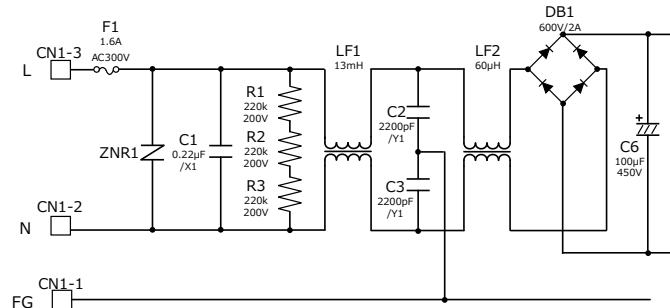 DB1
600V/2A
F1
1.6A
AC300V
CN1-3
L
LF1
13mH
LF2
60μH
R1
220k
200V
C2
2200pF
/Y1
ZNR1
C1
0.22μF
/X1
R2
220k
200V
+
C6
100μF
450V
R3
220k
200V
C3
2200pF
/Y1
CN1-2
N
CN1-1
FG